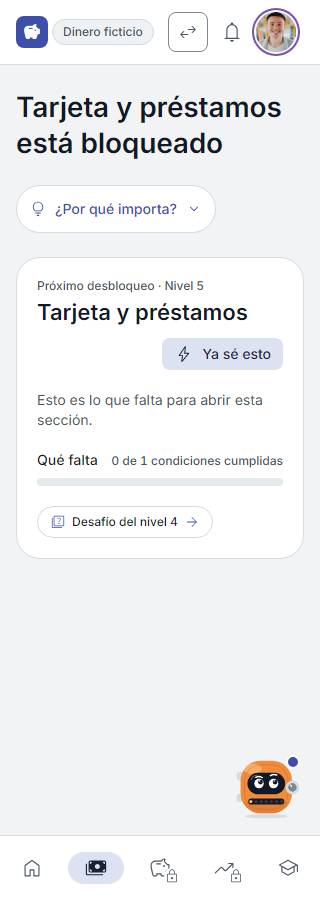 Dinero ficticio
Tarjeta y préstamos
está bloqueado
¿Por qué importa?
Próximo desbloqueo · Nivel 5
Tarjeta y préstamos
Ya sé esto
Esto es lo que falta para abrir esta
sección.
Qué falta 0 de 1 condiciones cumplidas
Desafío del nivel 4